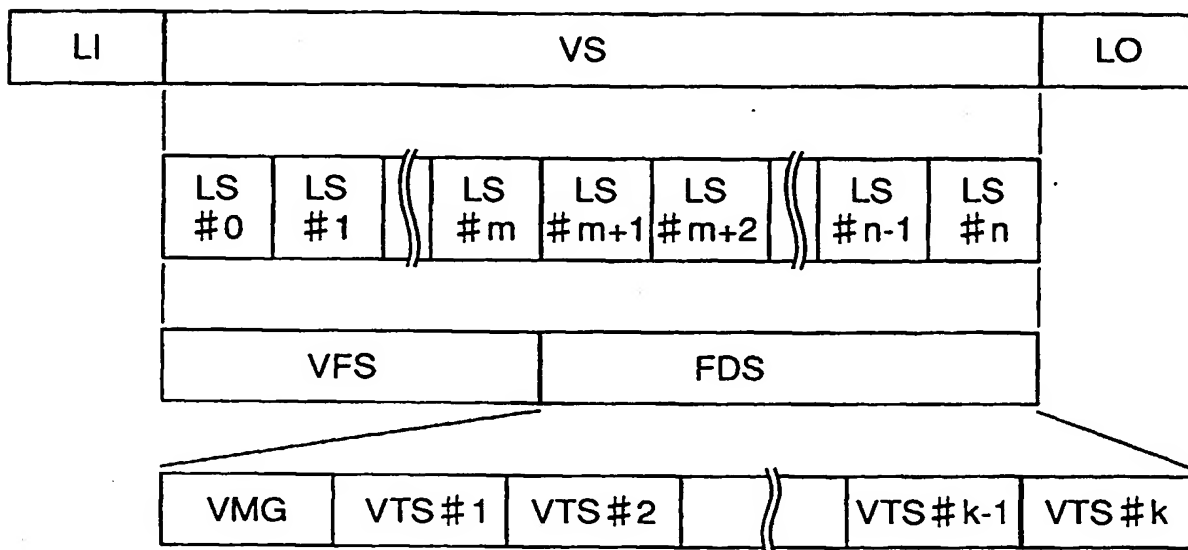 LI VS LO
LS #0 LS #1 LS #m LS #m+1 LS #m+2 LS #n-1 LS #n
VFS FDS
VMG VTS#1 VTS#2 VTS#k-1 VTS#k